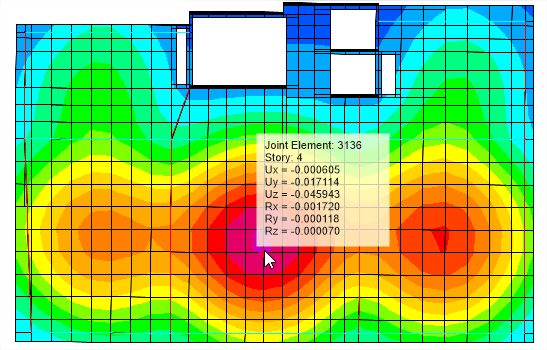 Joint Element: 3136
Story: 4
Ux = -0.000605
Uy = -0.017114
Uz = -0.045943
Rx = -0.001720
Ry = -0.000118
Rz = -0.000070